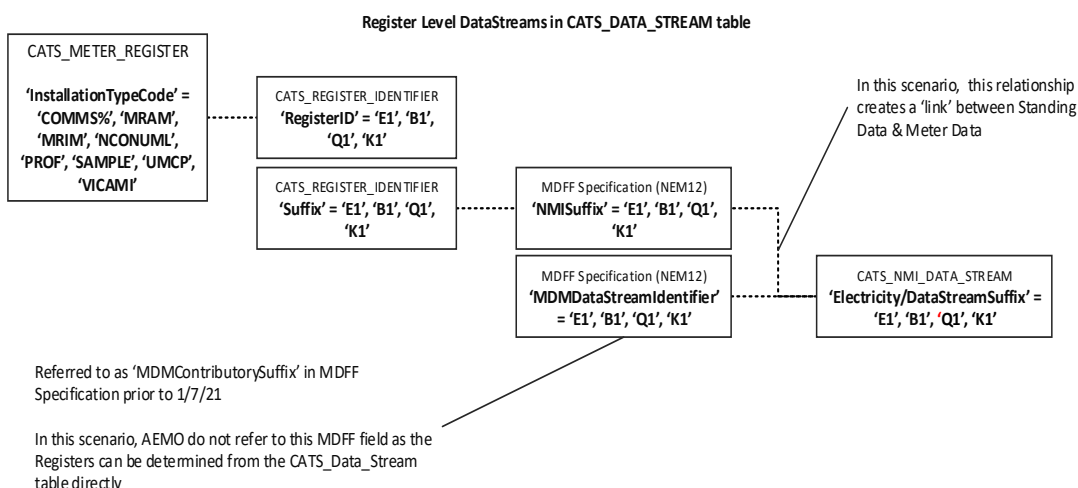 Register Level DataStreams in CATS_DATA_STREAM table
CATS_METER_REGISTER
‘InstallationTypeCode’ =
‘COMMS%’, ‘MRAM’,
‘MRIM’, ‘NCONUML’,
‘PROF’, ‘SAMPLE’, ‘UMCP’,
‘VICAMI’
CATS_REGISTER_IDENTIFIER
‘RegisterID’ = ‘E1’, ‘B1’,
‘Q1’, ‘K1’
In this scenario, this relationship
creates a ‘link’ between Standing
Data & Meter Data
CATS_REGISTER_IDENTIFIER
‘Suffix’ = ‘E1’, ‘B1’, ‘Q1’,
‘K1’
MDFF Specification (NEM12)
‘NMISuffix’ = ‘E1’, ‘B1’, ‘Q1’,
‘K1’
MDFF Specification (NEM12)
‘MDMDataStreamIdentifier’
= ‘E1’, ‘B1’, ‘Q1’, ‘K1’
CATS_NMI_DATA_STREAM
‘Electricity/DataStreamSuffix’ =
‘E1’, ‘B1’, ‘Q1’, ‘K1’
Referred to as ‘MDMContributorySuffix’ in MDFF
Specification prior to 1/7/21
In this scenario, AEMO do not refer to this MDFF field as the
Registers can be determined from the CATS_Data_Stream
table directly